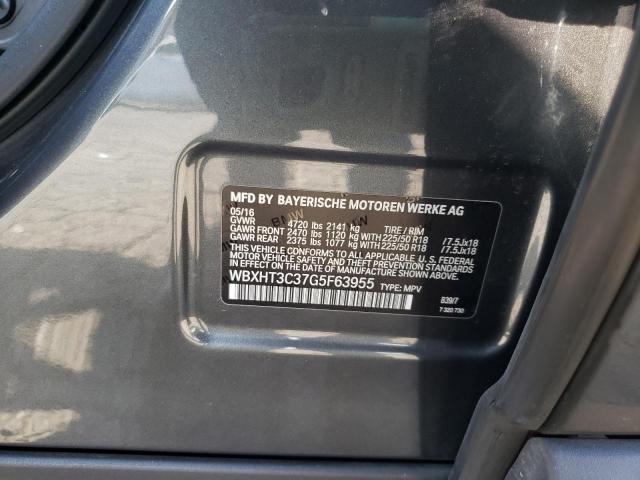 MFD BY BAYERISCHE MOTOREN WERKE AG
05/16
GVWR 4720 lbs 2141 kg TIRE / RIM
GAWR FRONT 2470 lbs 1120 kg WITH 225/50 R18 /7.5Jx18
GAWR REAR 2375 lbs 1077 kg WITH 225/50 R18 /7.5Jx18
THIS VEHICLE CONFORMS TO ALL APPLICABLE U.S. FEDERAL
MOTOR VEHICLE SAFETY, BUMPER, AND THEFT PREVENTION
STANDARDS IN EFFECT ON THE DATE OF MANUFACTURE SHOWN ABOVE.
WBXHT3C37G5F63955 TYPE: MPV
B39/7
7 320 730